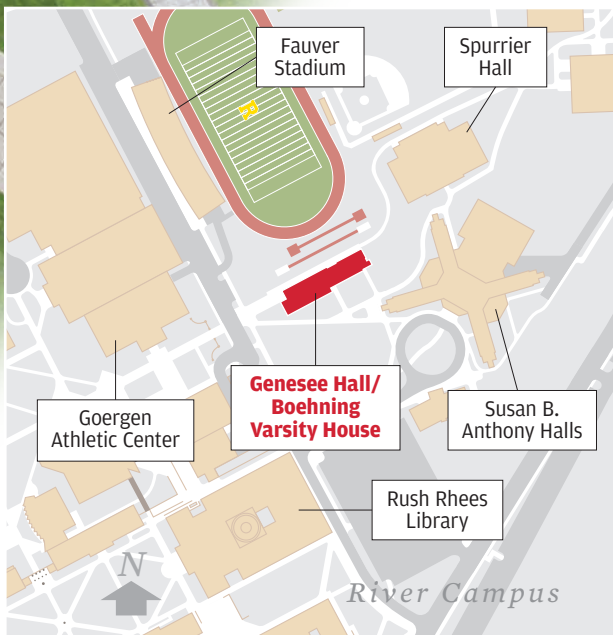 Fauver
Stadium
Spurrier
Hall
R
Genesee Hall/
Boehning
Varsity House
Goergen
Athletic Center
Susan B.
Anthony Halls
Rush Rhees
Library
N
River Campus